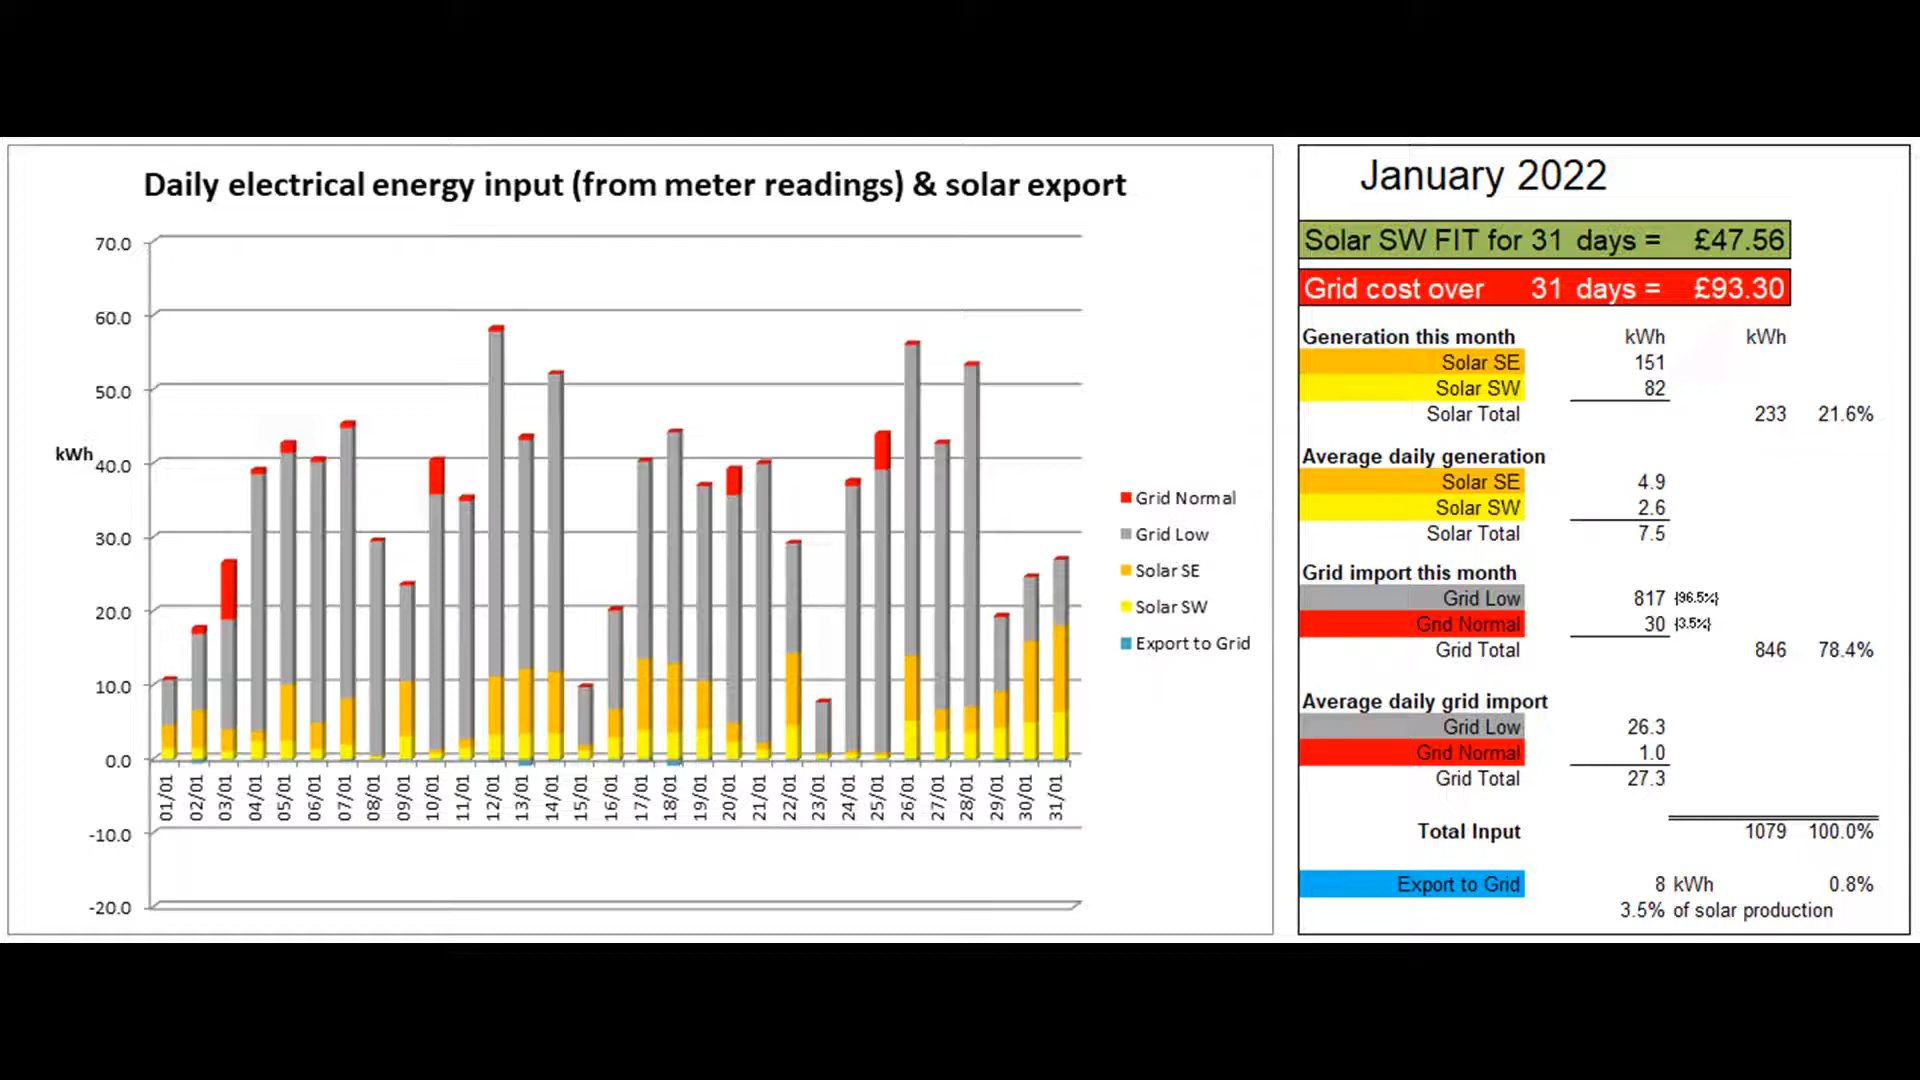 Daily electrical energy input (from meter readings) & solar export
70.0
60.0
50.0
kWh
40.0
30.0
20.0
10.0
0.0
-10.0
-20.0
01/01 02/01 03/01 04/01 05/01 06/01 07/01 08/01 09/01 10/01 11/01 12/01 13/01 14/01 15/01 16/01 17/01 18/01 19/01 20/01 21/01 22/01 23/01 24/01 25/01 26/01 27/01 28/01 29/01 30/01 31/01
Grid Normal
Grid Low
Solar SE
Solar SW
Export to Grid
January 2022
Solar SW FIT for 31 days = £47.56
Grid cost over 31 days = £93.30
Generation this month kWh kWh
Solar SE 151
Solar SW 82
Solar Total 233 21.6%
Average daily generation
Solar SE 4.9
Solar SW 2.6
Solar Total 7.5
Grid import this month
Grid Low 817 (96.5%)
Grid Normal 30 (3.5%)
Grid Total 846 78.4%
Average daily grid import
Grid Low 26.3
Grid Normal 1.0
Grid Total 27.3
Total Input 1079 100.0%
Export to Grid 8 kWh 0.8%
3.5% of solar production